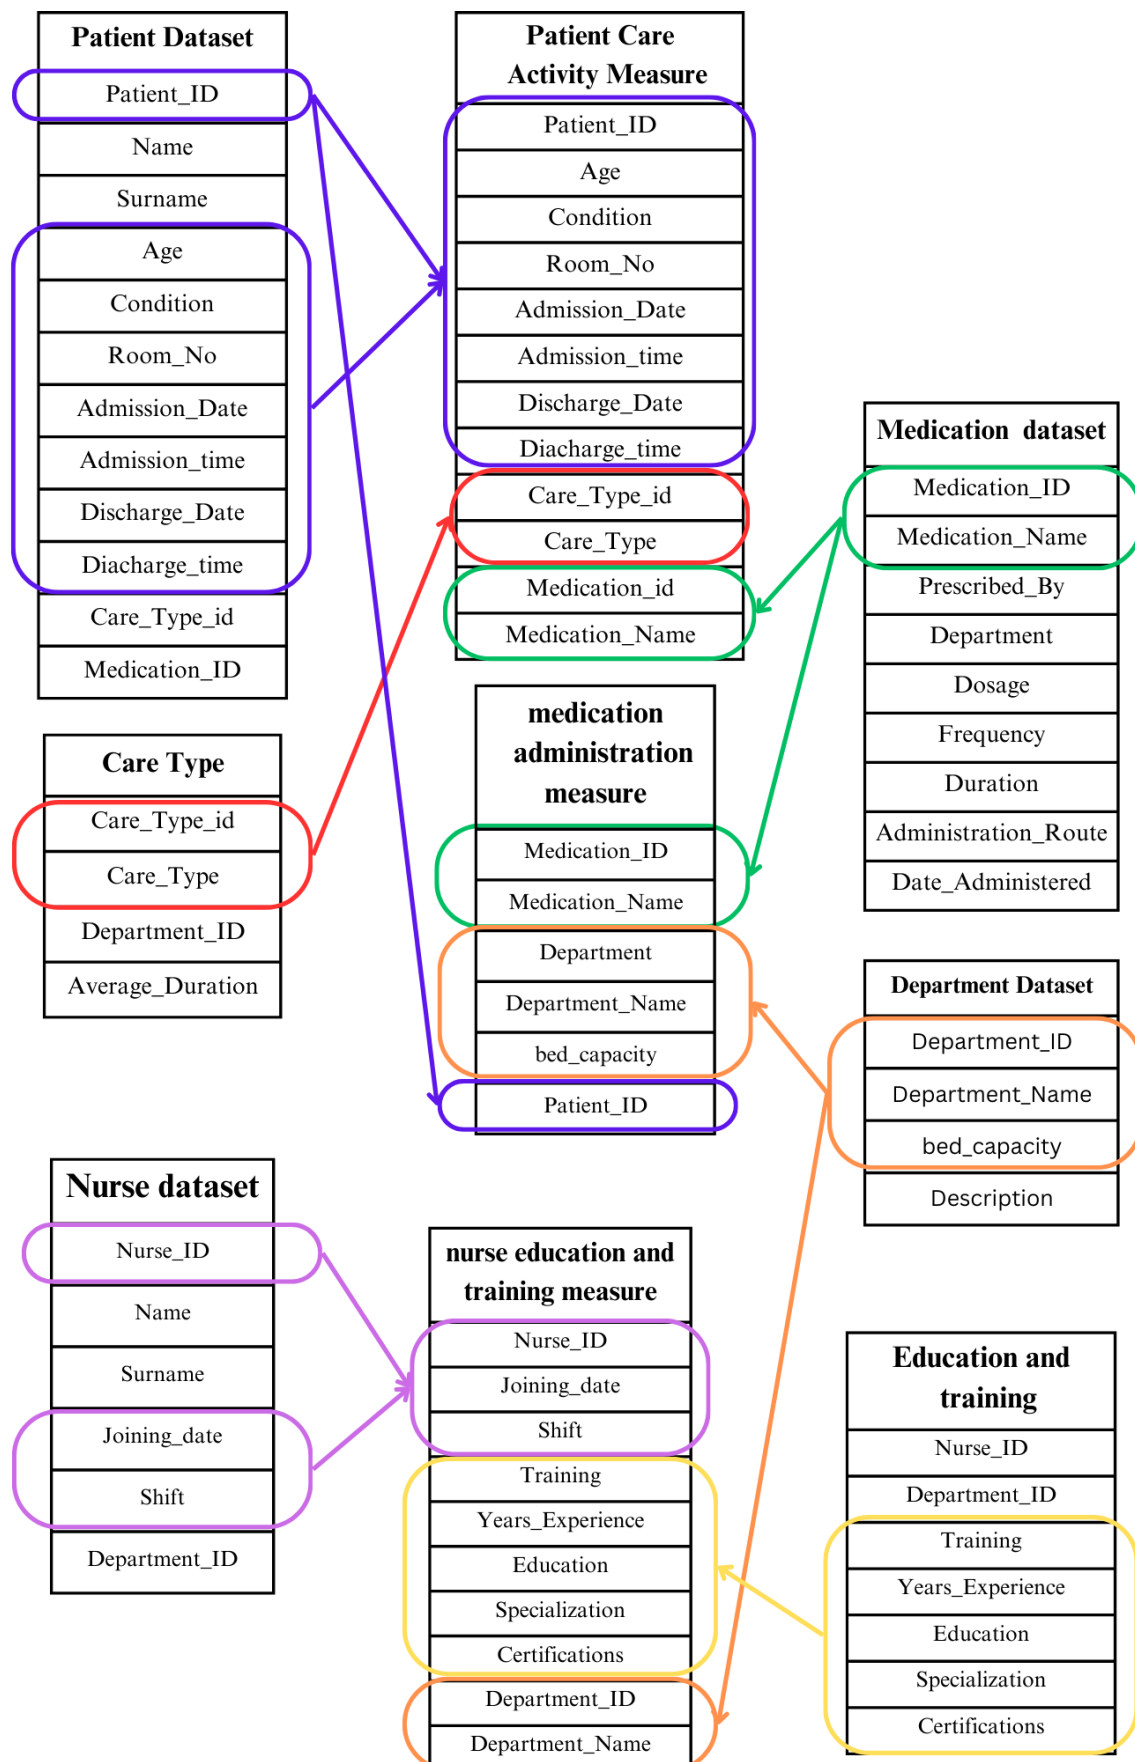 Patient Dataset
Patient_ID
Name
Surname
Age
Condition
Room_No
Admission_Date
Admission_time
Discharge_Date
Diacharge_time
Care_Type_id
Medication_ID
Patient Care
Activity Measure
Patient_ID
Age
Condition
Room_No
Admission_Date
Admission_time
Discharge_Date
Diacharge_time
Care_Type_id
Care_Type
Medication_id
Medication_Name
Medication dataset
Medication_ID
Medication_Name
Prescribed_By
Department
Dosage
Frequency
Duration
Administration_Route
Date_Administered
Care Type
Care_Type_id
Care_Type
Department_ID
Average_Duration
medication
administration
measure
Medication_ID
Medication_Name
Department
Department_Name
bed_capacity
Patient_ID
Department Dataset
Department_ID
Department_Name
bed_capacity
Description
Nurse dataset
Nurse_ID
Name
Surname
Joining_date
Shift
Department_ID
nurse education and
training measure
Nurse_ID
Joining_date
Shift
Training
Years_Experience
Education
Specialization
Certifications
Department_ID
Department_Name
Education and
training
Nurse_ID
Department_ID
Training
Years_Experience
Education
Specialization
Certifications